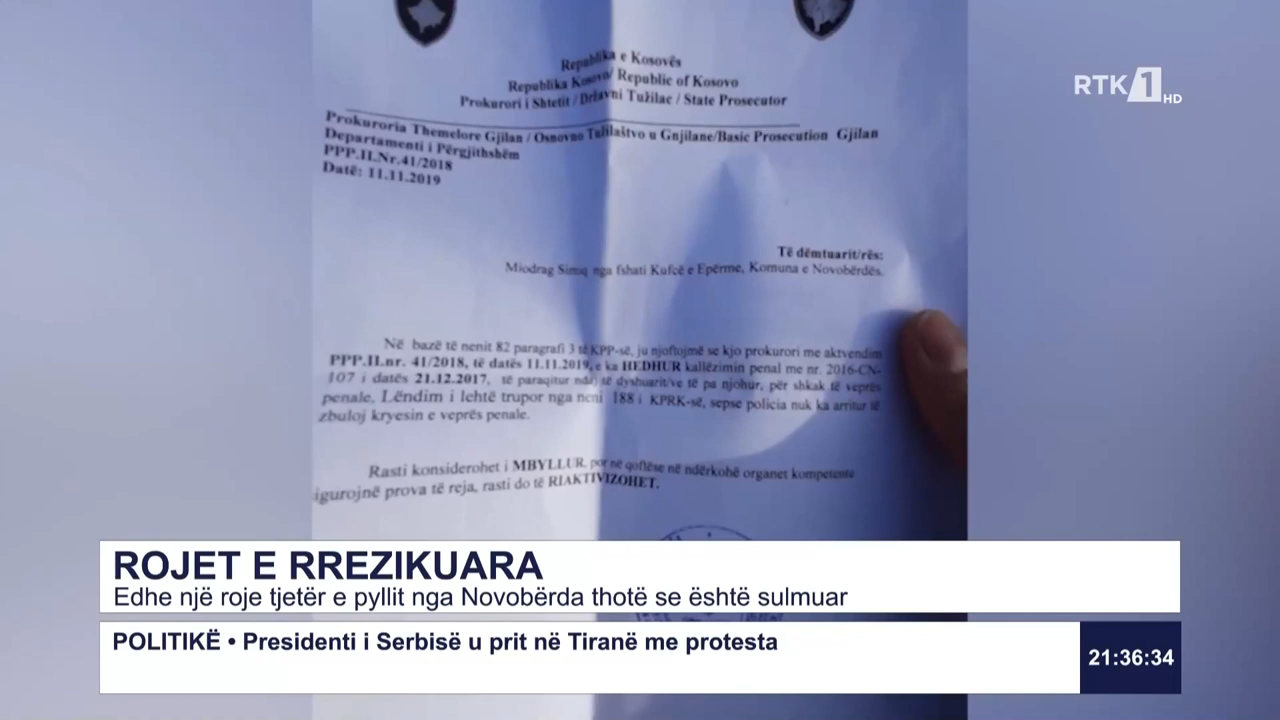 RTK 1 HD
Republika e Kosovës
Republika Kosovo/ Republic of Kosovo
Prokurori i Shtetit / Državni Tužilac / State Prosecutor
Prokuroria Themelore Gjilan / Osnovno Tužilaštvo u Gnjilane/Basic Prosecution Gjilan
Departamenti i Përgjithshëm
PPP.II.Nr.41/2018
Datë: 11.11.2019
Të dëmtuarit/rës:
Miodrag Simiq nga fshati Kufcë e Epërme, Komuna e Novobërdës.
Në bazë të nenit 82 paragrafi 3 të KPP-së, ju njoftojmë se kjo prokurori me aktvendim
PPP.II.nr. 41/2018, të datës 11.11.2019, e ka HEDHUR kallëzimin penal me nr. 2016-CN-
107 i datës 21.12.2017, të paraqitur ndaj të dyshuarit/ve të pa njohur, për shkak të veprës
penale, Lëndim i lehtë trupor nga neni 188 i KPRK-së, sepse policia nuk ka arritur të
zbuloj kryesin e veprës penale.
Rasti konsiderohet i MBYLLUR, por në qoftëse në ndërkohë organet kompetente
igurojnë prova të reja, rasti do të RIAKTIVIZOHET.
ROJET E RREZIKUARA
Edhe një roje tjetër e pyllit nga Novobërda thotë se është sulmuar
POLITIKË • Presidenti i Serbisë u prit në Tiranë me protesta
21:36:34